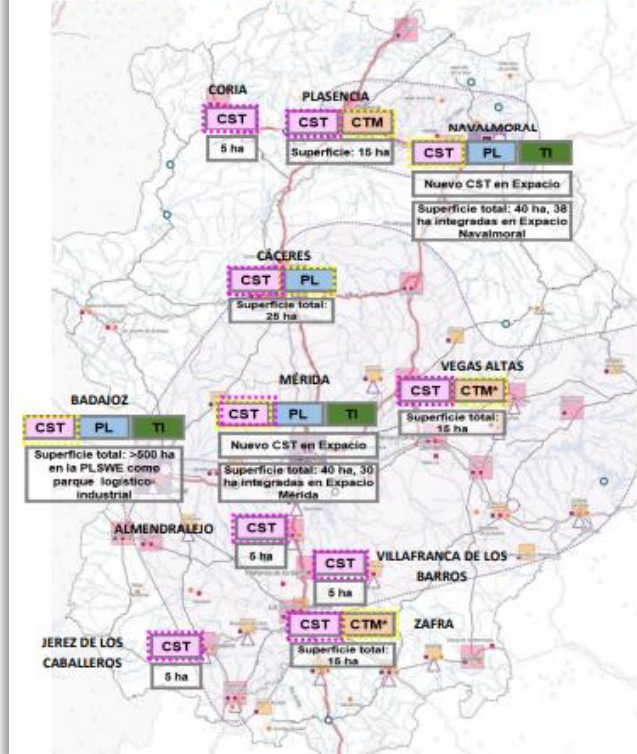 CORIA
CST
5 ha
PLASENCIA
CST CTM
Superficie: 15 ha
NAVALMORAL
CST PL TI
Nuevo CST en Espacio
Superficie total: 40 ha, 38
ha integradas en Espacio
Navalmoral
CÁCERES
CST PL
Superficie total:
25 ha
VEGAS ALTAS
CST CTM*
Superficie total:
15 ha
BADAJOZ
CST PL TI
Superficie total: >500 ha
en la PLSWE como
parque logístico-
industrial
MÉRIDA
CST PL TI
Nuevo CST en Espacio
Superficie total: 40 ha, 30
ha integradas en Espacio
Mérida
ALMENDRALEJO
CST
5 ha
CST
5 ha
VILLAFRANCA DE LOS
BARROS
JEREZ DE LOS
CABALLEROS
CST
5 ha
CST CTM*
Superficie total:
15 ha
ZAFRA